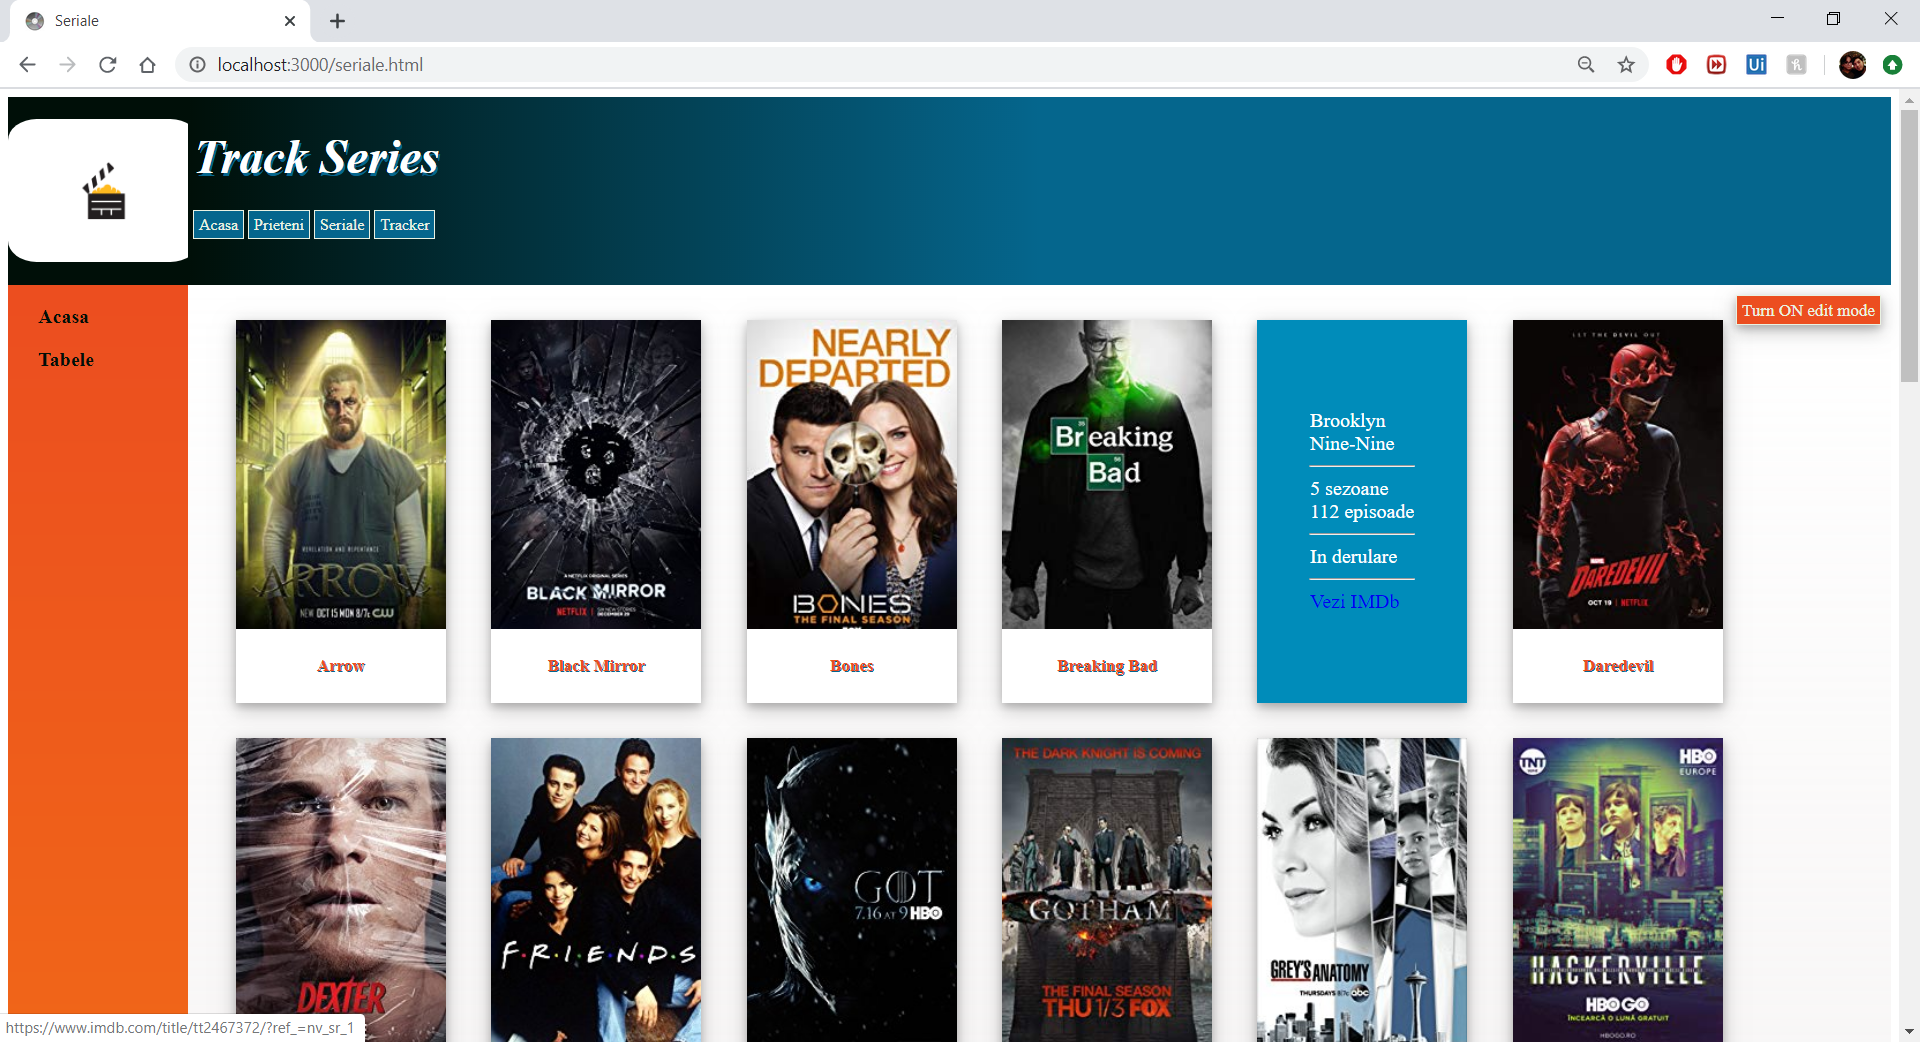 Seriale
localhost:3000/seriale.html
Track Series
Acasa
Prieteni
Seriale
Tracker
Acasa
Tabele
Turn ON edit mode
REVELATION AND REPENTANCE
ARROW
NEW OCT 15 MON 8/7c CW
Arrow
A NETFLIX ORIGINAL SERIES
BLACK MIRROR
NETFLIX
DECEMBER 29
Black Mirror
NEARLY
DEPARTED
BONES
THE FINAL SEASON
Bones
Breaking
Bad
Breaking Bad
Brooklyn
Nine-Nine
5 sezoane
112 episoade
In derulare
Vezi IMDb
LET THE DEVIL OUT
MARVEL
DAREDEVIL
OCT 19 | NETFLIX
Daredevil
DEXTER
F·R·I·E·N·D·S
GOT
7.16 AT 9 HBO
THE DARK KNIGHT IS COMING
GOTHAM
THE FINAL SEASON
THU 1/3 FOX
GREY'S ANATOMY
THURSDAYS 8/7c abc
TNT
HBO
EUROPE
HACKERVILLE
HBO GO
ÎNCEARCĂ O LUNĂ GRATUIT
HBOGO.RO
https://www.imdb.com/title/tt2467372/?ref_=nv_sr_1